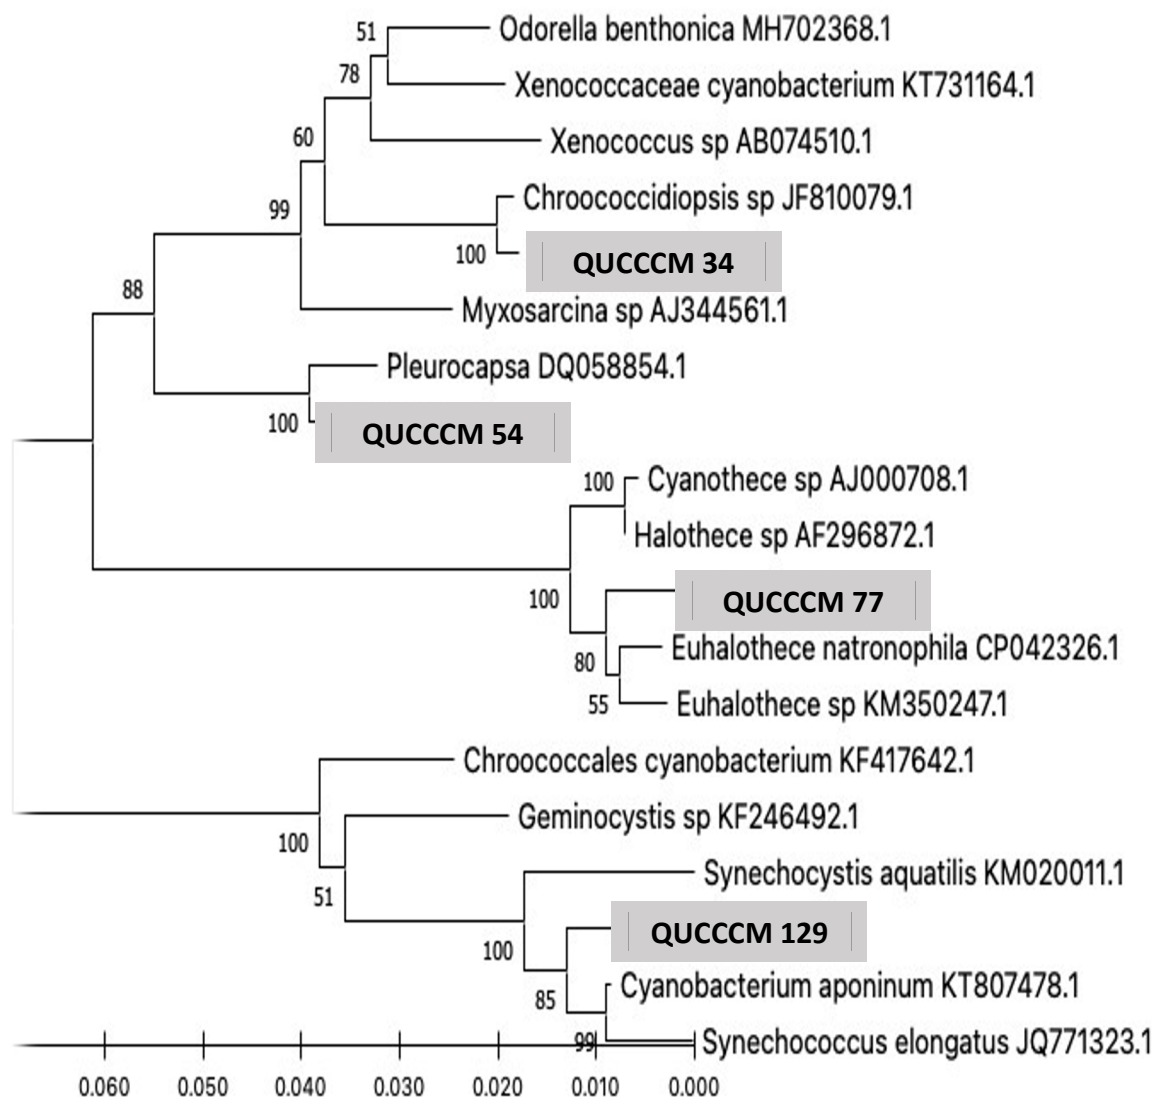 51
Odorella benthonica MH702368.1
78
Xenococcaceae cyanobacterium KT731164.1
60
Xenococcus sp AB074510.1
99
Chroococcidiopsis sp JF810079.1
100
QUCCCM 34
88
Myxosarcina sp AJ344561.1
Pleurocapsa DQ058854.1
100
QUCCCM 54
100
Cyanothece sp AJ000708.1
Halothece sp AF296872.1
100
QUCCCM 77
80
Euhalothece natronophila CP042326.1
55
Euhalothece sp KM350247.1
Chroococcales cyanobacterium KF417642.1
100
Geminocystis sp KF246492.1
51
Synechocystis aquatilis KM020011.1
100
QUCCCM 129
85
Cyanobacterium aponinum KT807478.1
99
Synechococcus elongatus JQ771323.1
0.060 0.050 0.040 0.030 0.020 0.010 0.000